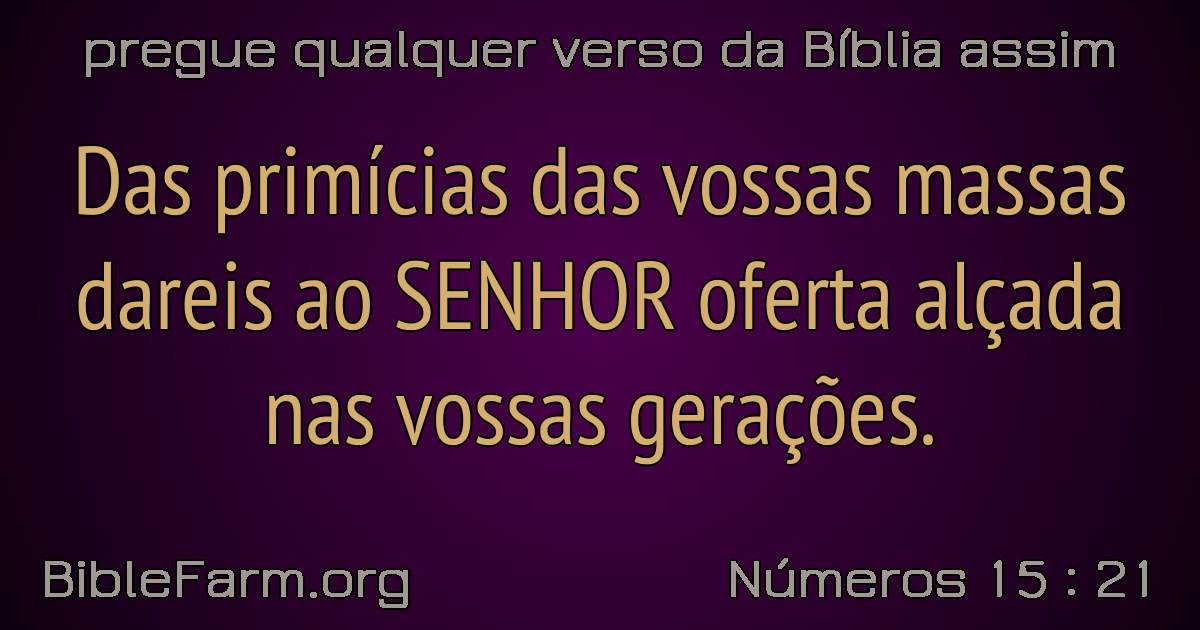 pregue qualquer verso da Bíblia assim
Das primícias das vossas massas
dareis ao SENHOR oferta alçada
nas vossas gerações.
BibleFarm.org
Números 15 : 21